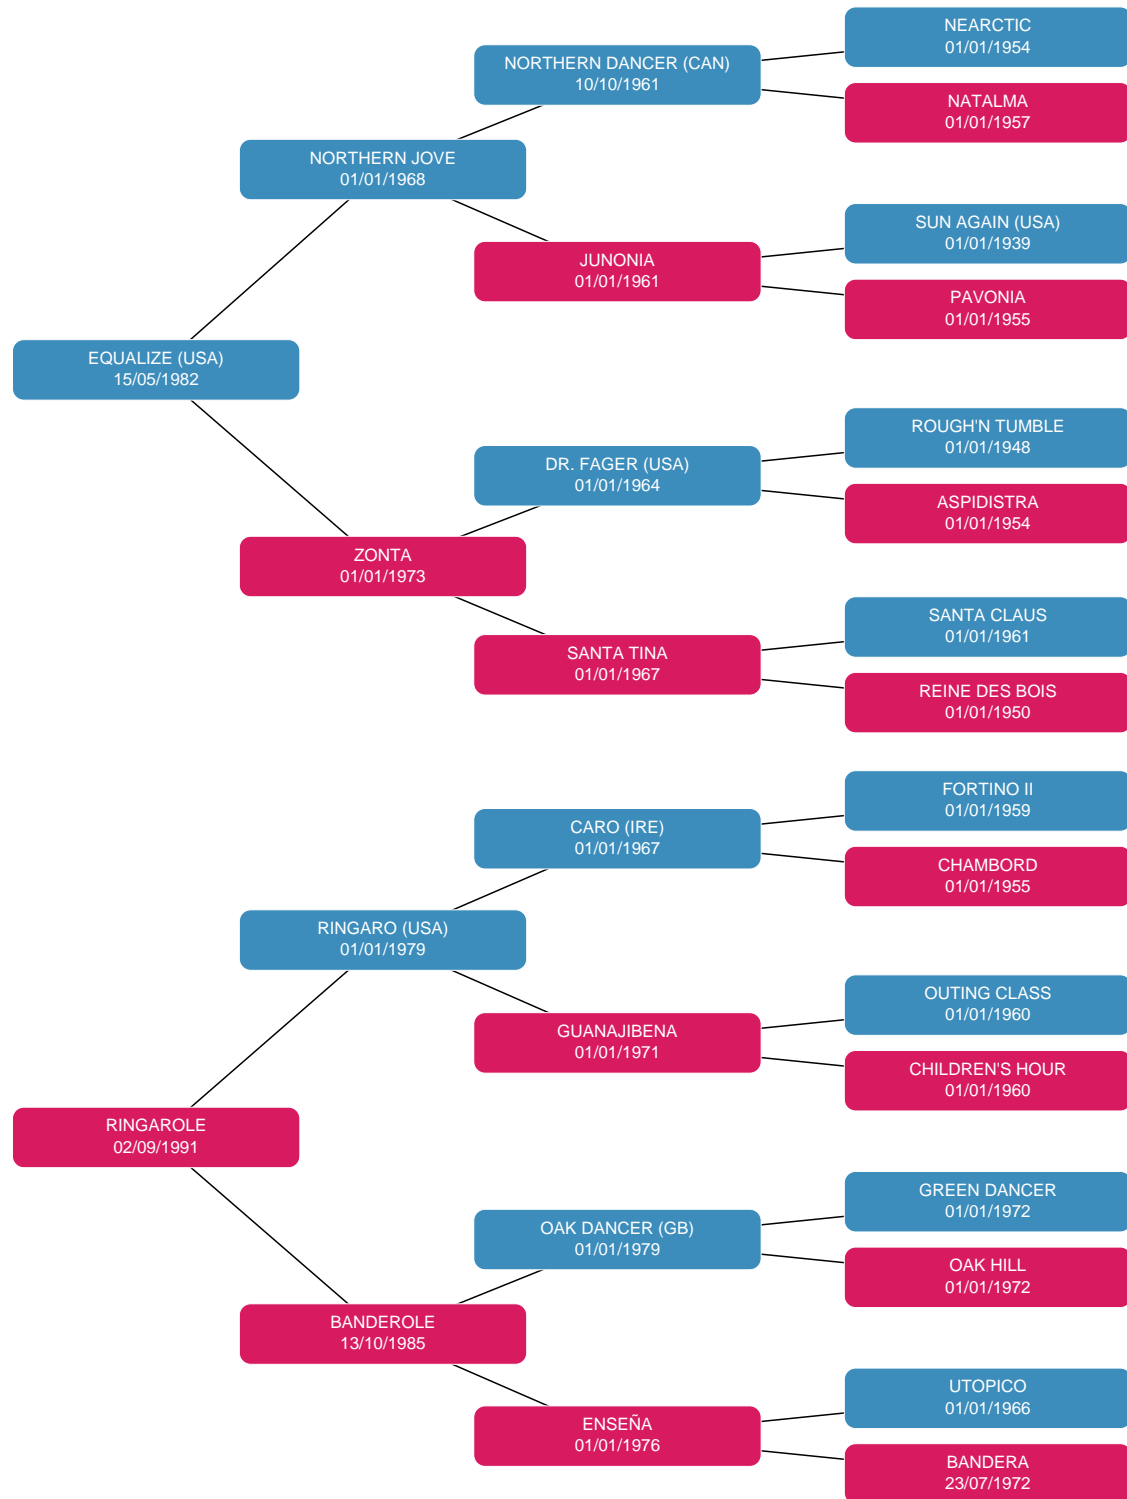 NEARCTIC
01/01/1954
NORTHERN DANCER (CAN)
10/10/1961
NATALMA
01/01/1957
NORTHERN JOVE
01/01/1968
SUN AGAIN (USA)
01/01/1939
JUNONIA
01/01/1961
PAVONIA
01/01/1955
EQUALIZE (USA)
15/05/1982
ROUGH'N TUMBLE
01/01/1948
DR. FAGER (USA)
01/01/1964
ASPIDISTRA
01/01/1954
ZONTA
01/01/1973
SANTA CLAUS
01/01/1961
SANTA TINA
01/01/1967
REINE DES BOIS
01/01/1950
FORTINO II
01/01/1959
CARO (IRE)
01/01/1967
CHAMBORD
01/01/1955
RINGARO (USA)
01/01/1979
OUTING CLASS
01/01/1960
GUANAJIBENA
01/01/1971
CHILDREN'S HOUR
01/01/1960
RINGAROLE
02/09/1991
GREEN DANCER
01/01/1972
OAK DANCER (GB)
01/01/1979
OAK HILL
01/01/1972
BANDEROLE
13/10/1985
UTOPICO
01/01/1966
ENSEÑA
01/01/1976
BANDERA
23/07/1972